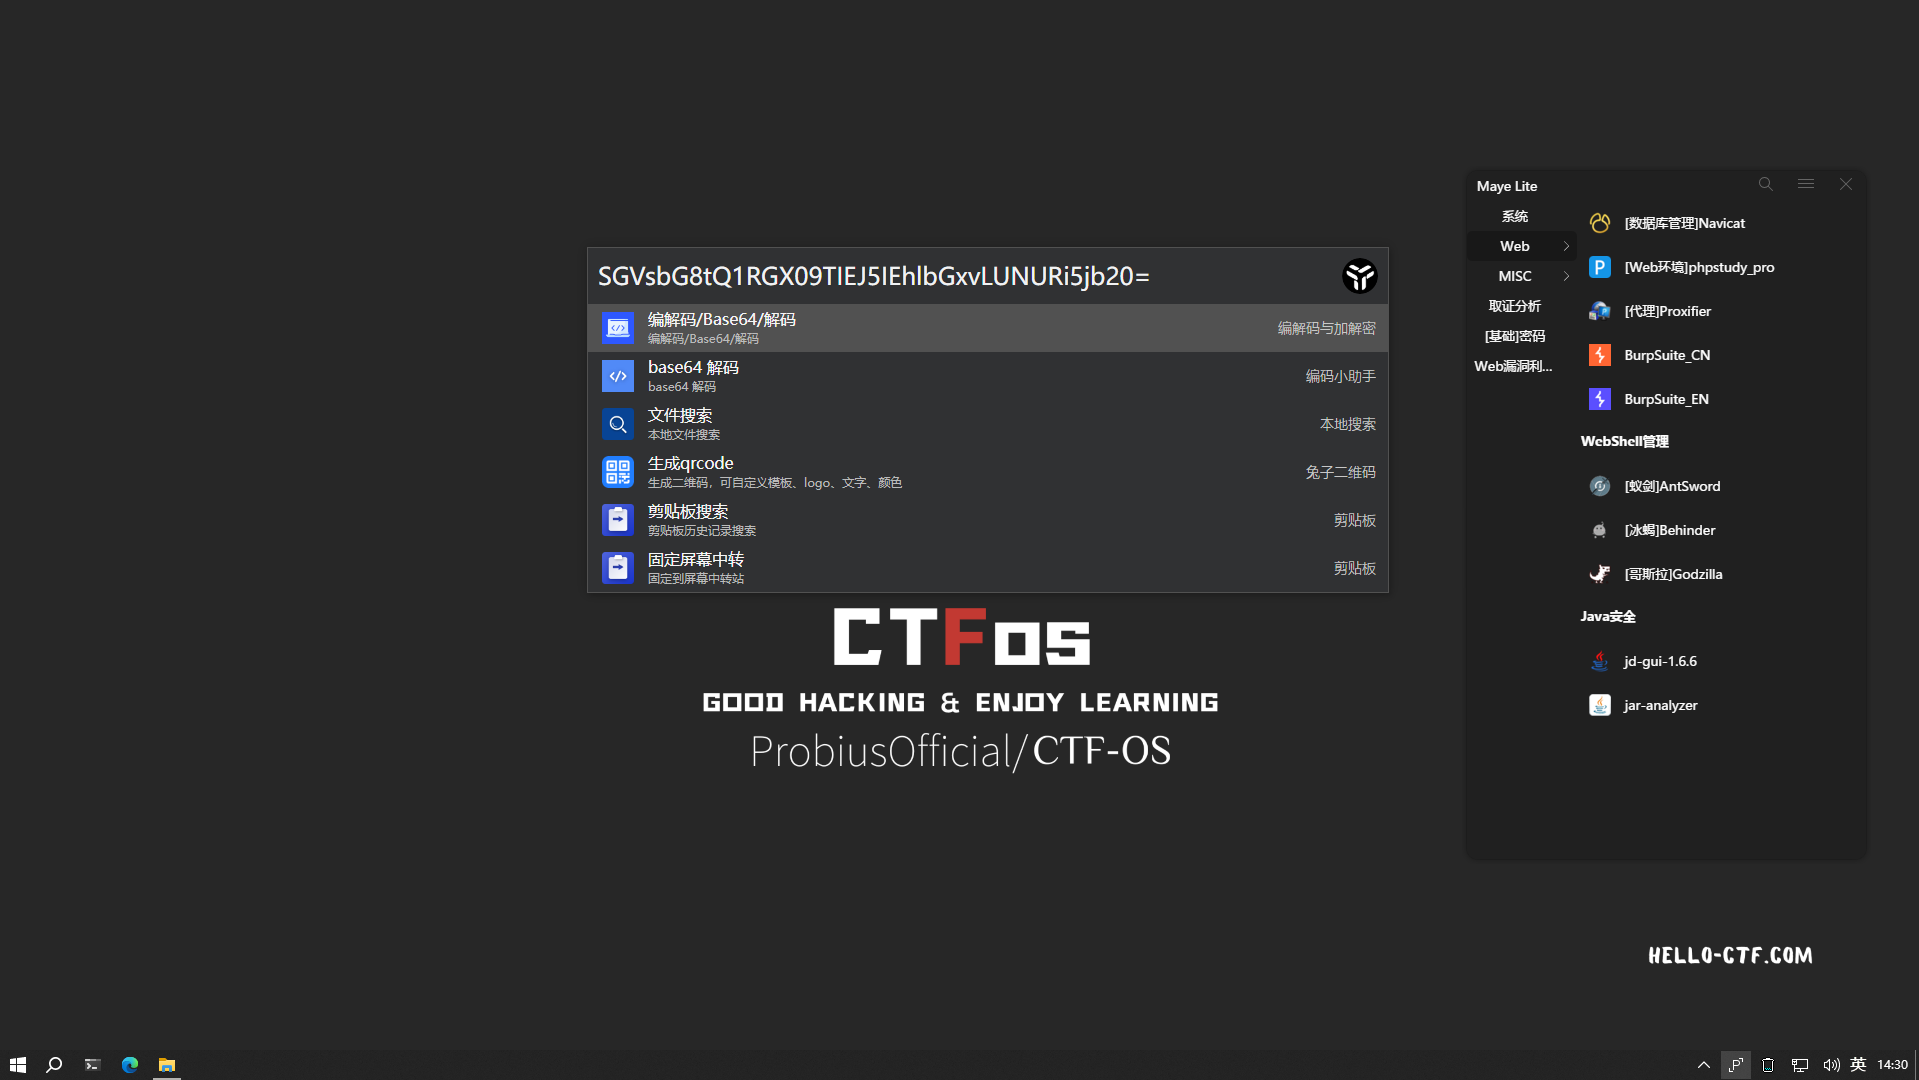 SGVsbG8tQ1RGX09TIEJ5IEhlbGxvLUNURi5jb20=
编解码/Base64/解码
编解码/Base64/解码
编解码与加解密
base64 解码
base64 解码
编码小助手
文件搜索
本地文件搜索
本地搜索
生成qrcode
生成二维码，可自定义模板、logo、文字、颜色
兔子二维码
剪贴板搜索
剪贴板历史记录搜索
剪贴板
固定屏幕中转
固定到屏幕中转站
剪贴板
CTFOS
GOOD HACKING & ENJOY LEARNING
ProbiusOfficial/CTF-OS
Maye Lite
系统
Web
MISC
取证分析
[基础]密码
Web漏洞利...
[数据库管理]Navicat
[Web环境]phpstudy_pro
[代理]Proxifier
BurpSuite_CN
BurpSuite_EN
WebShell管理
[蚁剑]AntSword
[冰蝎]Behinder
[哥斯拉]Godzilla
Java安全
jd-gui-1.6.6
jar-analyzer
HELLO-CTF.COM
英
14:30